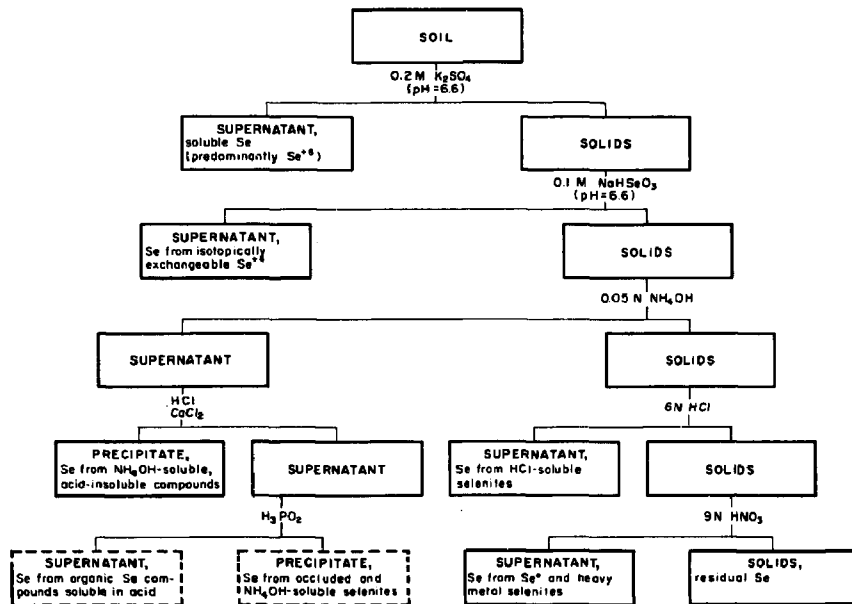 SOIL
0.2 M K₂SO₄
(pH=6.6)
SUPERNATANT,
soluble Se
(predominantly Se⁺⁶)
SOLIDS
0.1 M NaHSeO₃
(pH=6.6)
SUPERNATANT,
Se from isotopically
exchangeable Se⁺⁴
SOLIDS
0.05 N NH₄OH
SUPERNATANT
SOLIDS
HCl
CaCl₂
6N HCl
PRECIPITATE,
Se from NH₄OH-soluble,
acid-insoluble compounds
SUPERNATANT
SUPERNATANT,
Se from HCl-soluble
selenites
SOLIDS
H₃PO₂
9N HNO₃
SUPERNATANT,
Se from organic Se com-
pounds soluble in acid
PRECIPITATE,
Se from occluded and
NH₄OH-soluble selenites
SUPERNATANT,
Se from Se° and heavy
metal selenites
SOLIDS,
residual Se